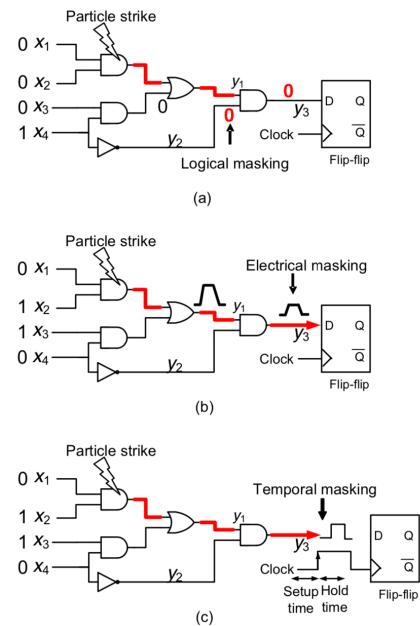 Particle strike
0 x1
0 x2
0 x3
1 x4
0
y1
y2
0
0
y3
D Q
Q
Clock
Flip-flip
Logical masking
(a)
Particle strike
0 x1
1 x2
1 x3
0 x4
y1
y2
Electrical masking
y3
D Q
Q
Clock
Flip-flip
(b)
Particle strike
0 x1
1 x2
1 x3
0 x4
y1
y2
Temporal masking
y3
D Q
Q
Clock
Setup time
Hold time
Flip-flip
(c)